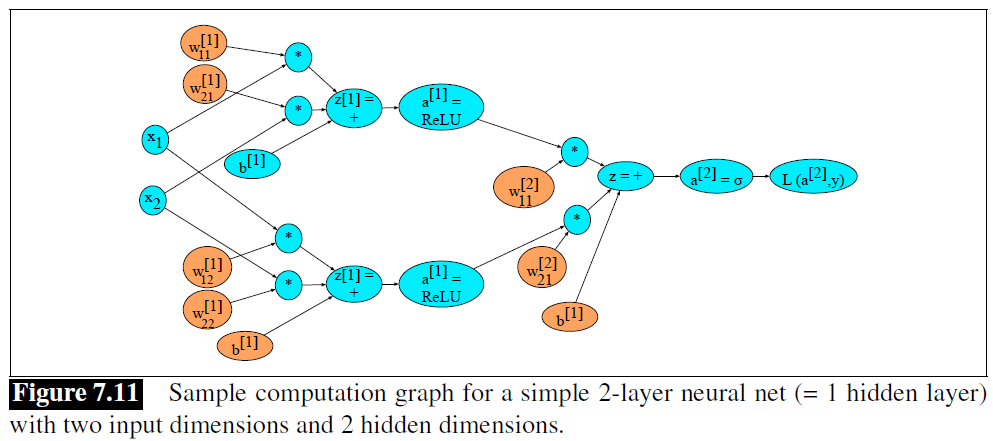 w[1]
11
*
w[1]
21
*
z[1] =
+
a[1] =
ReLU
x1
b[1]
*
w[2]
11
z = +
a[2] = σ
L (a[2],y)
x2
*
*
w[1]
12
*
z[1] =
+
a[1] =
ReLU
w[2]
21
w[1]
22
b[1]
b[1]
Figure 7.11 Sample computation graph for a simple 2-layer neural net (= 1 hidden layer)
with two input dimensions and 2 hidden dimensions.